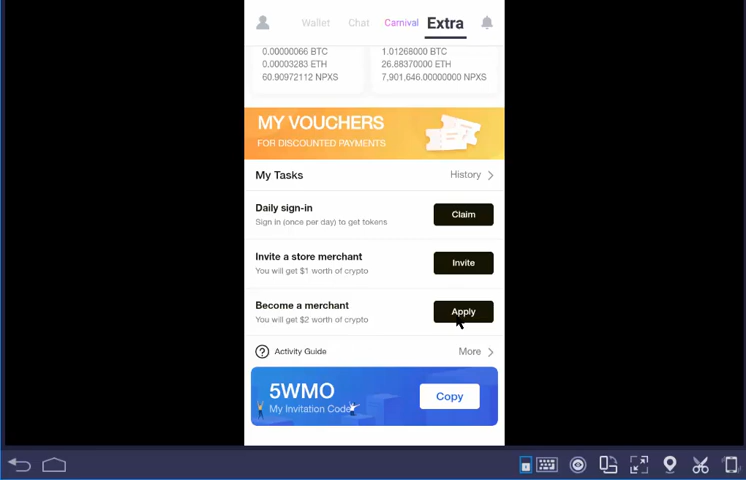 Wallet Chat Carnival Extra
0.00000066 BTC
0.00003283 ETH
60.90972112 NPXS
1.01268000 BTC
26.88370000 ETH
7,901,646.00000000 NPXS
MY VOUCHERS
FOR DISCOUNTED PAYMENTS
My Tasks
History
Daily sign-in
Sign in (once per day) to get tokens
Claim
Invite a store merchant
You will get $1 worth of crypto
Invite
Become a merchant
You will get $2 worth of crypto
Apply
Activity Guide
More
5WMO
My Invitation Code
Copy